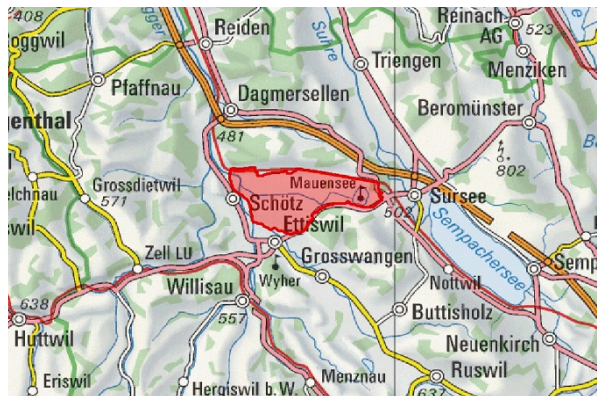 408
Reiden
Reinach
AG
523
oggwil
Suhre
Triengen
Menziken
Pfaffnau
Dagmersellen
Beromünster
enthal
481
802
Mauensee
Grossdietwil
571
elchnau
Schötz
502
Sursee
swil
Ettiswil
Sempachersee
Zell LU
Grosswangen
Semp
Wyher
Nottwil
Willisau
638
557
Buttisholz
Huttwil
Neuenkirch
Ruswil
Eriswil
Menznau
Hergiswil b.W.
637